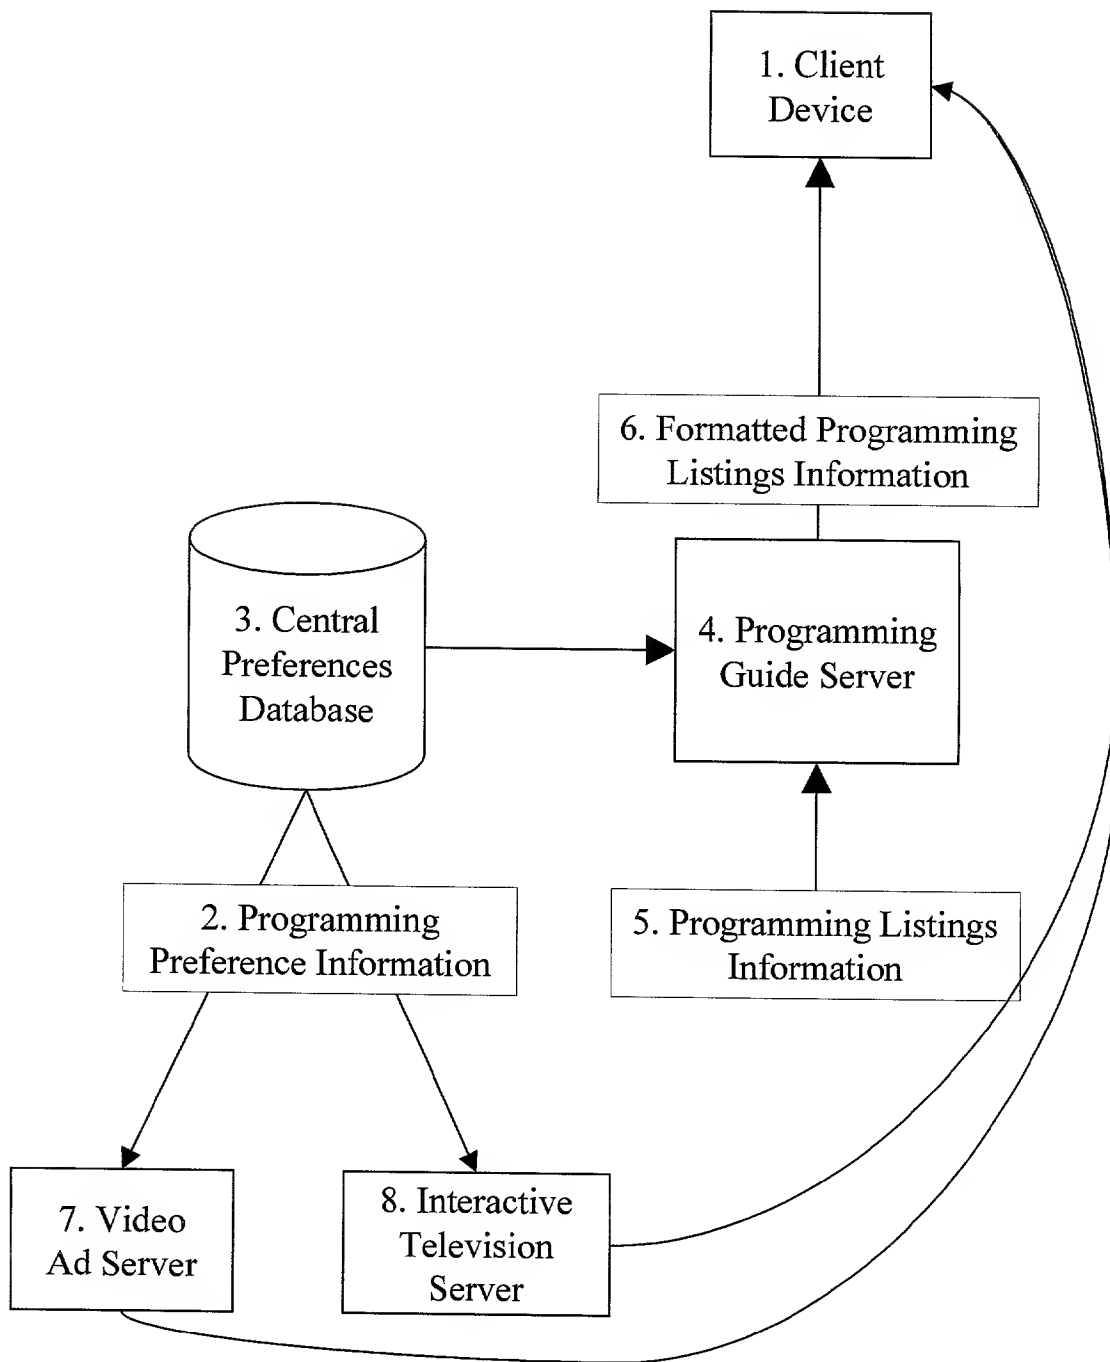 1. Client
Device
6. Formatted Programming
Listings Information
3. Central
Preferences
Database
4. Programming
Guide Server
2. Programming
Preference Information
5. Programming Listings
Information
7. Video
Ad Server
8. Interactive
Television
Server